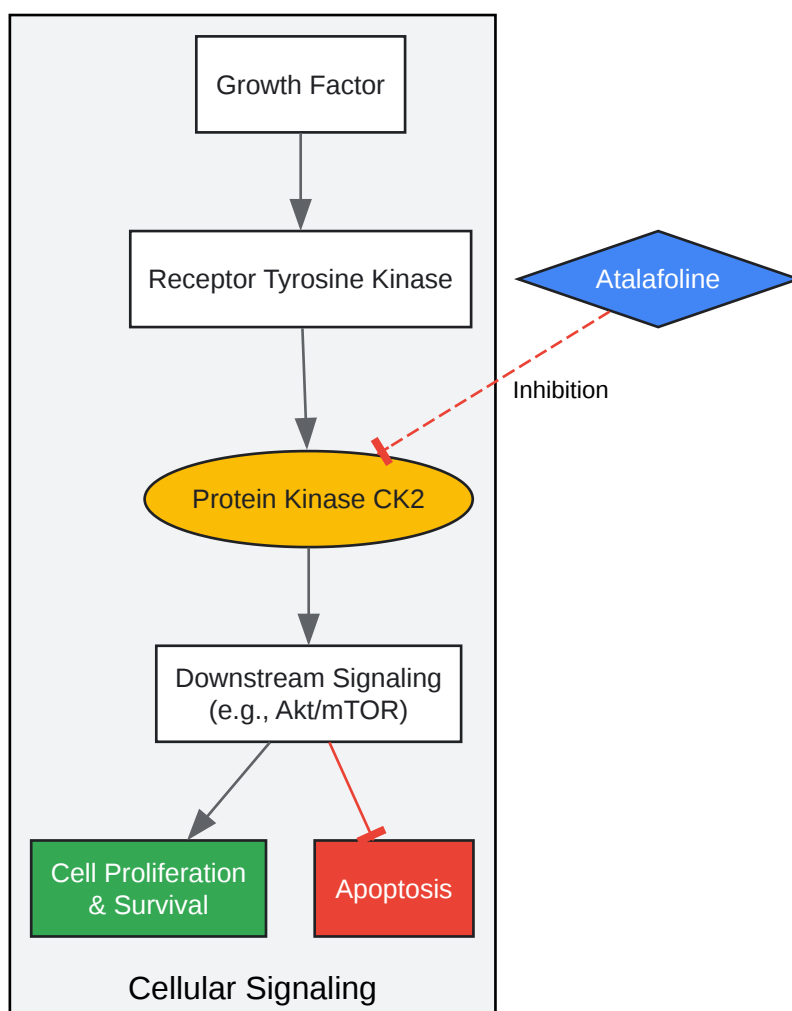 Growth Factor
Receptor Tyrosine Kinase
Atalafoline
Inhibition
Protein Kinase CK2
Downstream Signaling
(e.g., Akt/mTOR)
Cell Proliferation
& Survival
Apoptosis
Cellular Signaling